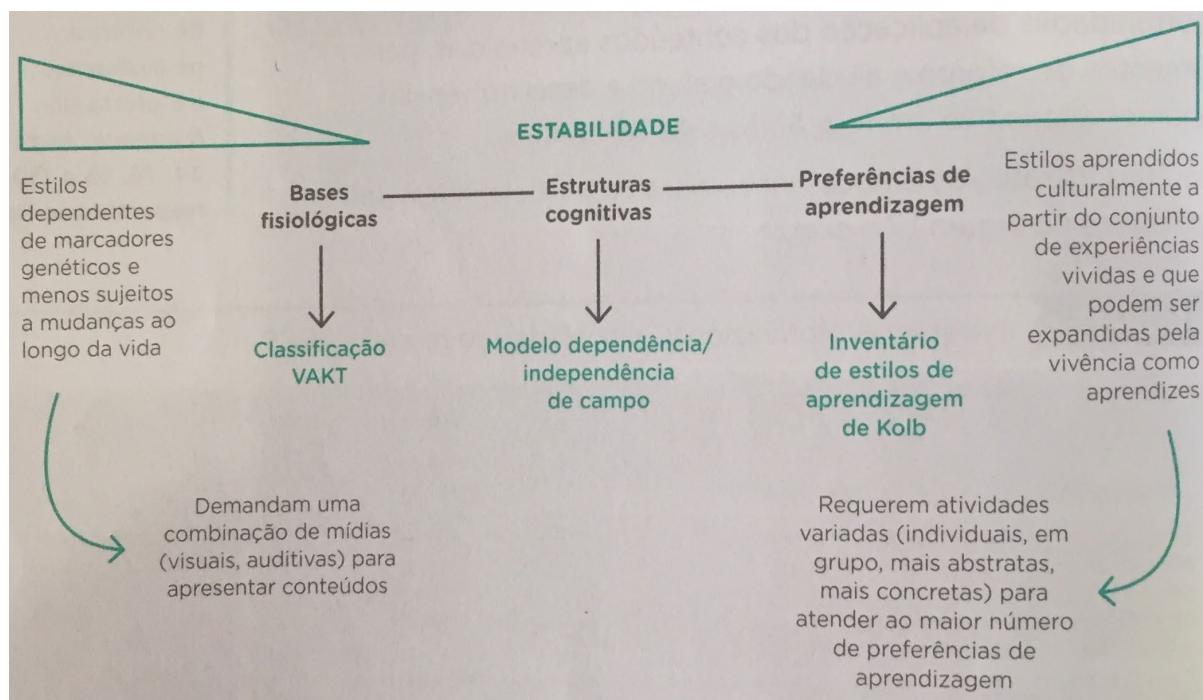 ESTABILIDADE
Estilos
dependentes
de marcadores
genéticos e
menos sujeitos
a mudanças ao
longo da vida
Bases
fisiológicas
Estruturas
cognitivas
Preferências de
aprendizagem
Estilos aprendidos
culturalmente a
partir do conjunto
de experiências
vividas e que
podem ser
expandidas pela
vivência como
aprendizes
Classificação
VAKT
Modelo dependência/
independência
de campo
Inventário
de estilos de
aprendizagem
de Kolb
Demandam uma
combinação de mídias
(visuais, auditivas) para
apresentar conteúdos
Requerem atividades
variadas (individuais, em
grupo, mais abstratas,
mais concretas) para
atender ao maior número
de preferências de
aprendizagem